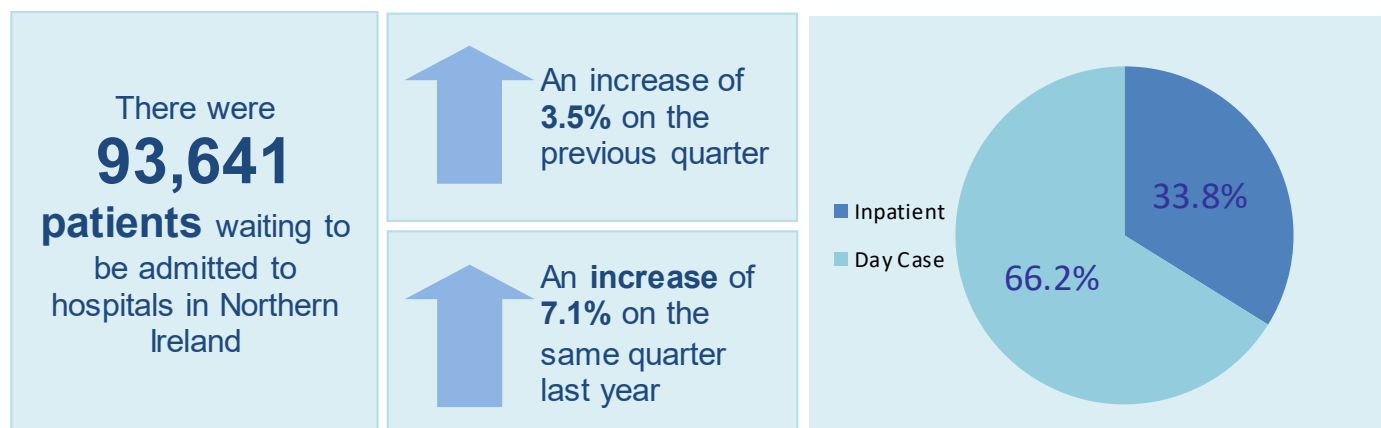 There were
93,641
patients waiting to
be admitted to
hospitals in Northern
Ireland
An increase of
3.5% on the
previous quarter
An increase of
7.1% on the
same quarter
last year
Inpatient
Day Case
33.8%
66.2%